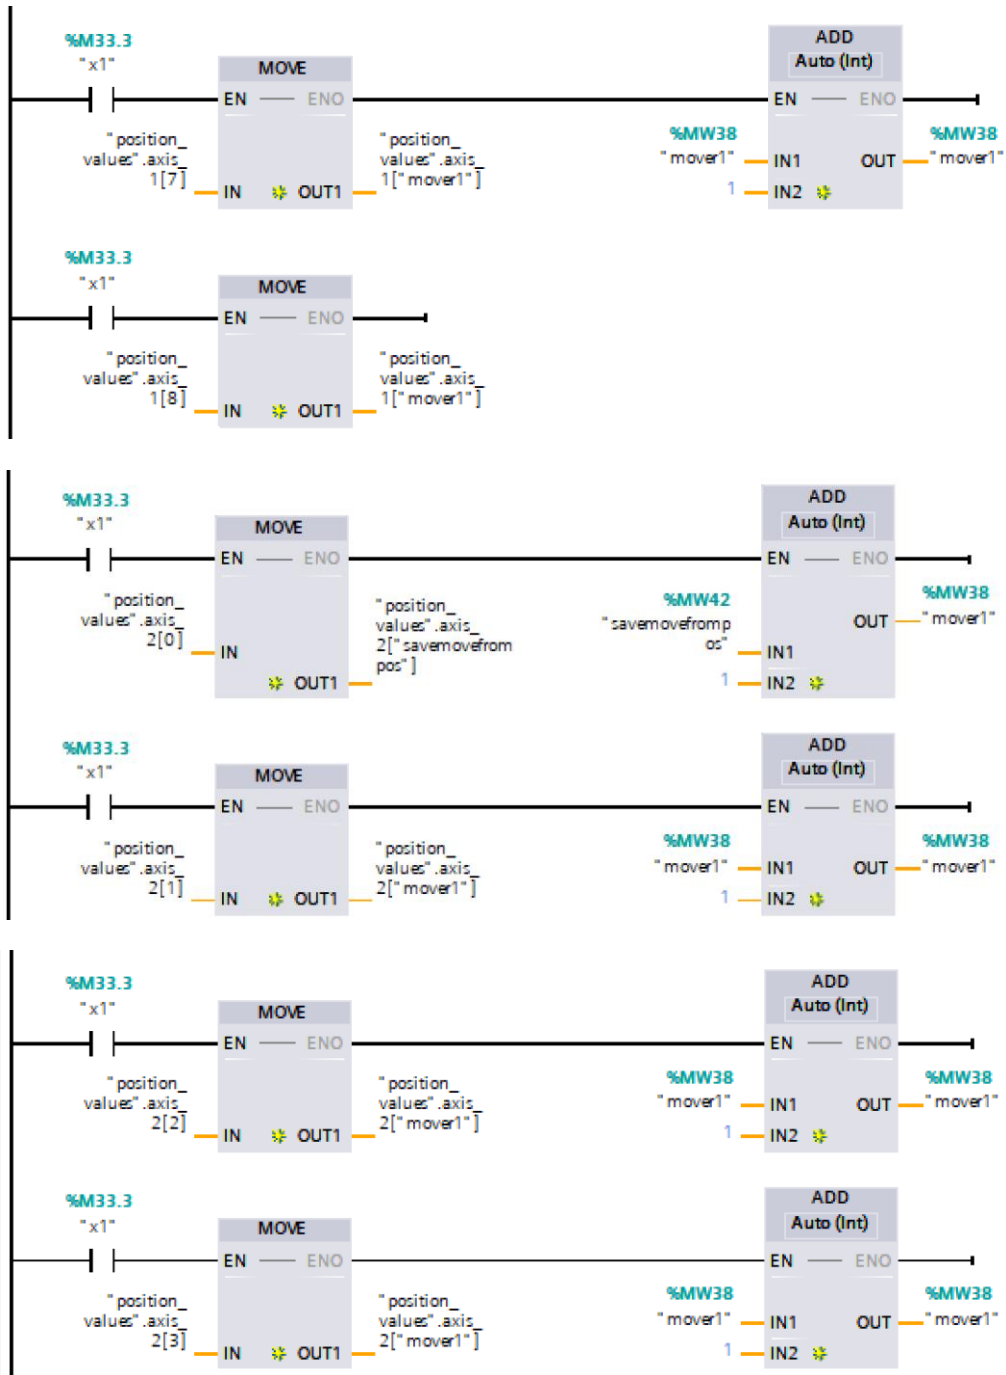 %M33.3
"x1"
MOVE
EN ENO
"position_
values".axis_
1[7]
IN OUT1
"position_
values".axis_
1["mover1"]
ADD
Auto (Int)
EN ENO
%MW38
"mover1"
IN1 OUT
%MW38
"mover1"
1
IN2
%M33.3
"x1"
MOVE
EN ENO
"position_
values".axis_
1[8]
IN OUT1
"position_
values".axis_
1["mover1"]
%M33.3
"x1"
MOVE
EN ENO
"position_
values".axis_
2[0]
IN
OUT1
"position_
values".axis_
2["savemovefrom
pos"]
ADD
Auto (Int)
EN ENO
%MW42
"savemovefromp
os"
IN1
OUT
%MW38
"mover1"
1
IN2
%M33.3
"x1"
MOVE
EN ENO
"position_
values".axis_
2[1]
IN OUT1
"position_
values".axis_
2["mover1"]
ADD
Auto (Int)
EN ENO
%MW38
"mover1"
IN1 OUT
%MW38
"mover1"
1
IN2
%M33.3
"x1"
MOVE
EN ENO
"position_
values".axis_
2[2]
IN OUT1
"position_
values".axis_
2["mover1"]
ADD
Auto (Int)
EN ENO
%MW38
"mover1"
IN1 OUT
%MW38
"mover1"
1
IN2
%M33.3
"x1"
MOVE
EN ENO
"position_
values".axis_
2[3]
IN OUT1
"position_
values".axis_
2["mover1"]
ADD
Auto (Int)
EN ENO
%MW38
"mover1"
IN1 OUT
%MW38
"mover1"
1
IN2